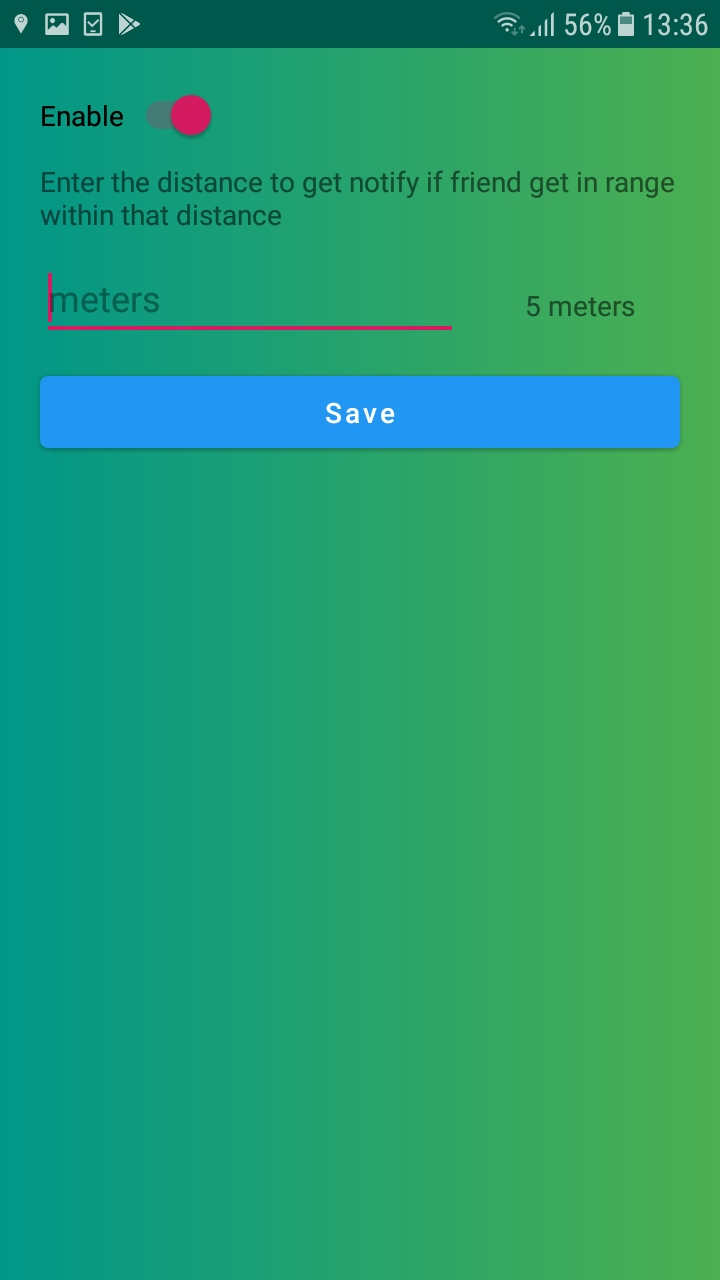 56% 13:36
Enable
Enter the distance to get notify if friend get in range
within that distance
meters
5 meters
Save